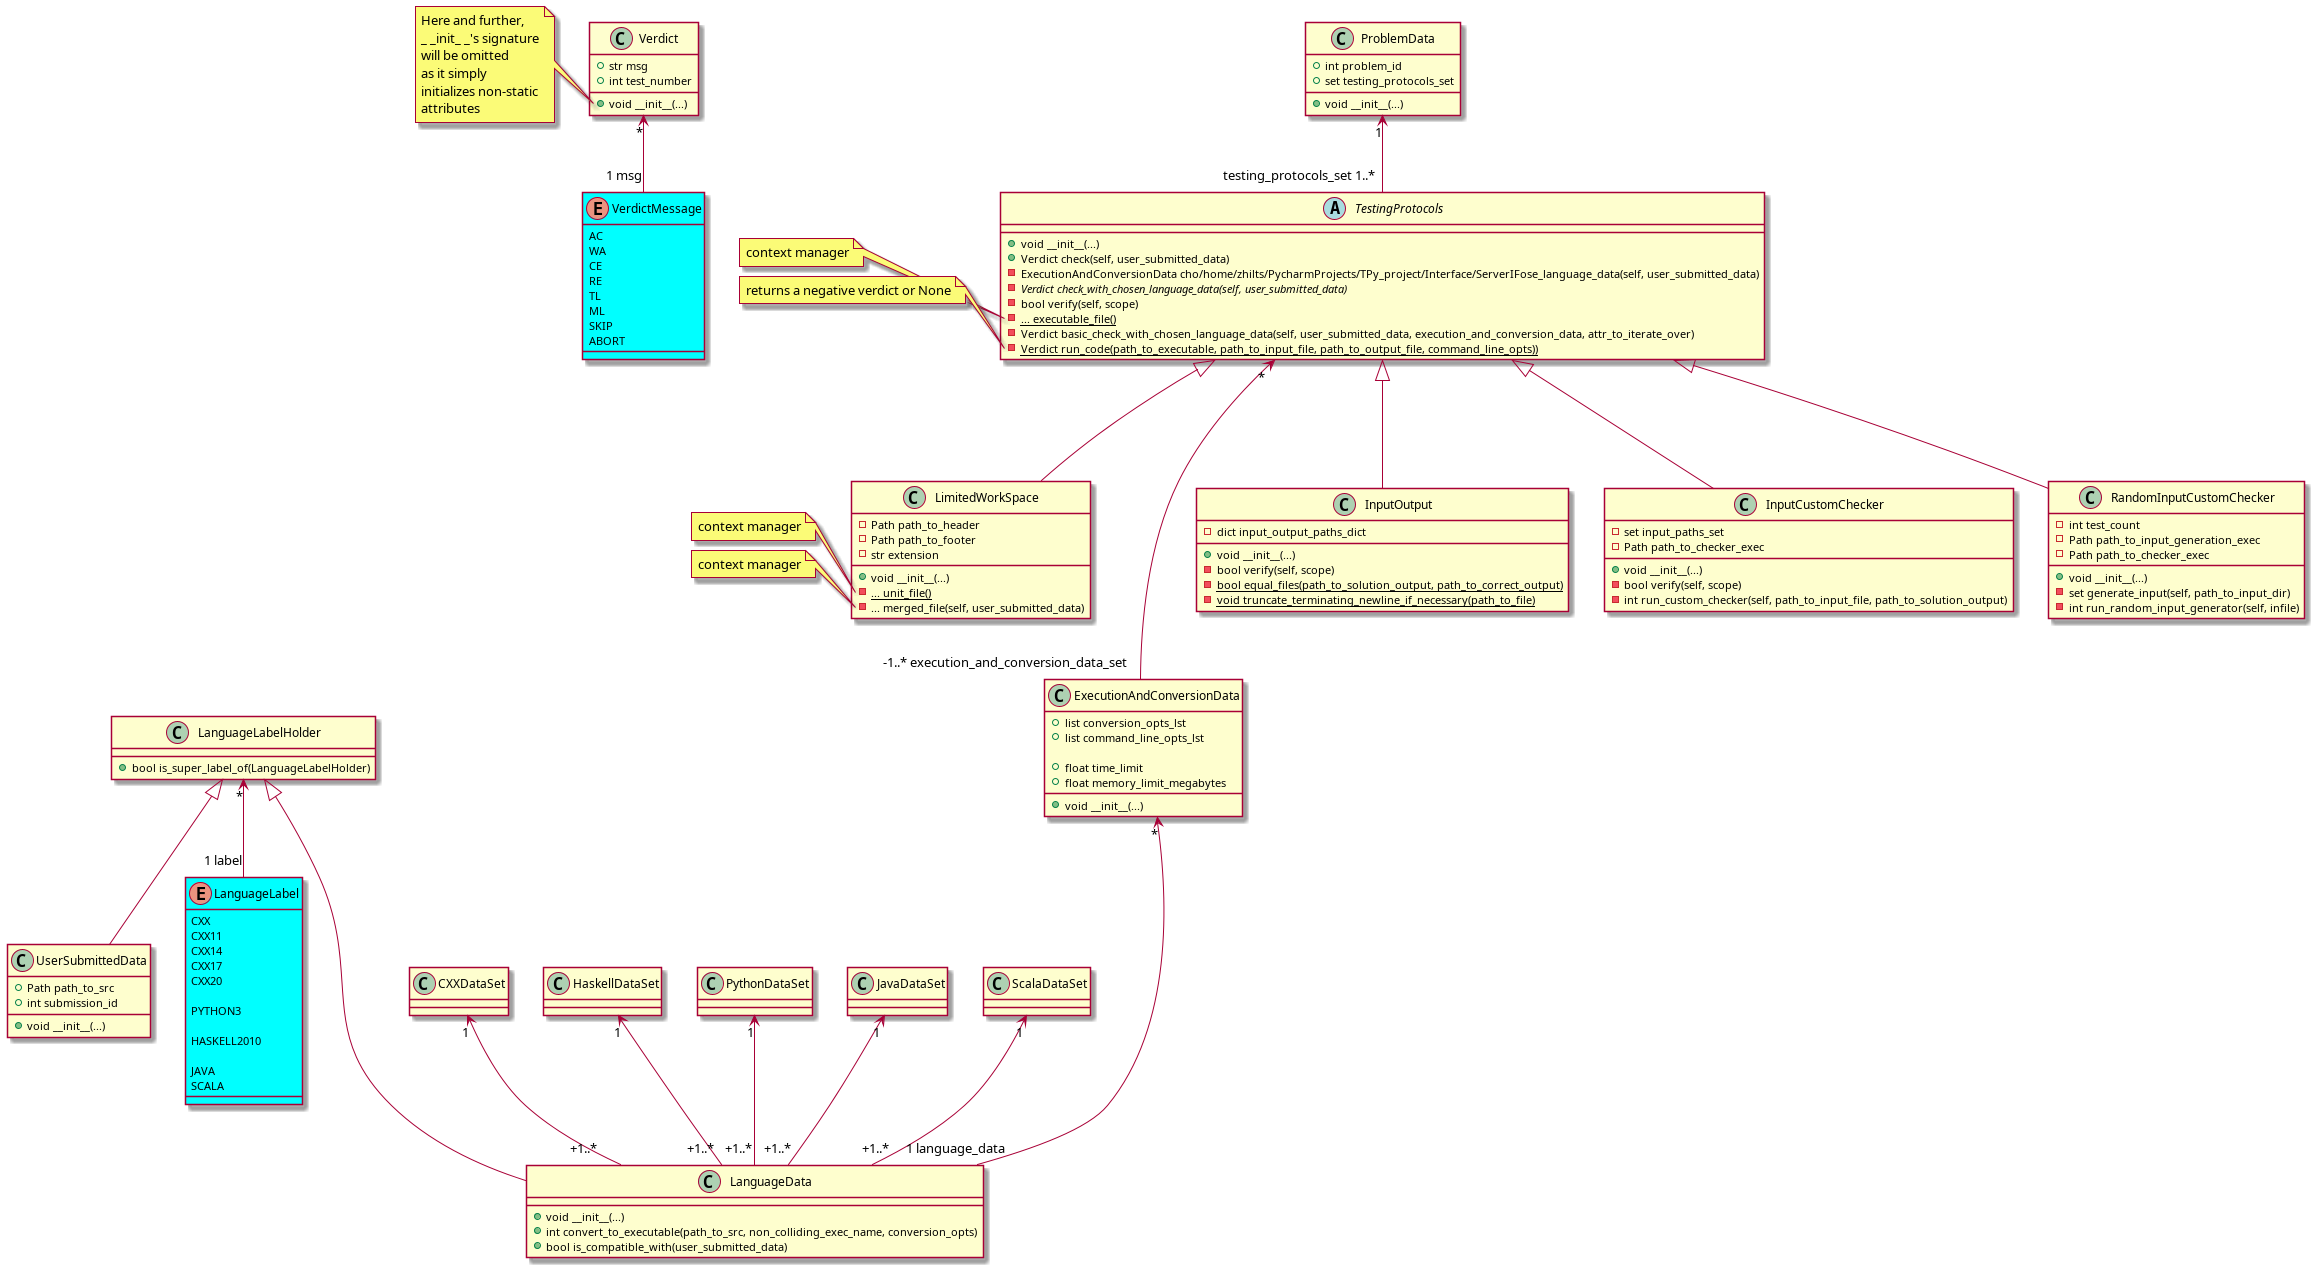 Here and further,
_ _init_ _'s signature
will be omitted
as it simply
initializes non-static
attributes
C Verdict
str msg
int test_number
void __init__(...)
*
1 msg
E VerdictMessage
AC
WA
CE
RE
TL
ML
SKIP
ABORT
C ProblemData
int problem_id
set testing_protocols_set
void __init__(...)
1
testing_protocols_set 1..*
A TestingProtocols
void __init__(...)
Verdict check(self, user_submitted_data)
ExecutionAndConversionData cho/home/zhilts/PycharmProjects/TPy_project/Interface/ServerIFose_language_data(self, user_submitted_data)
Verdict check_with_chosen_language_data(self, user_submitted_data)
bool verify(self, scope)
... executable_file()
Verdict basic_check_with_chosen_language_data(self, user_submitted_data, execution_and_conversion_data, attr_to_iterate_over)
Verdict run_code(path_to_executable, path_to_input_file, path_to_output_file, command_line_opts))
context manager
returns a negative verdict or None
*
C LimitedWorkSpace
Path path_to_header
Path path_to_footer
str extension
void __init__(...)
... unit_file()
... merged_file(self, user_submitted_data)
context manager
context manager
C InputOutput
dict input_output_paths_dict
void __init__(...)
bool verify(self, scope)
bool equal_files(path_to_solution_output, path_to_correct_output)
void truncate_terminating_newline_if_necessary(path_to_file)
C InputCustomChecker
set input_paths_set
Path path_to_checker_exec
void __init__(...)
bool verify(self, scope)
int run_custom_checker(self, path_to_input_file, path_to_solution_output)
C RandomInputCustomChecker
int test_count
Path path_to_input_generation_exec
Path path_to_checker_exec
void __init__(...)
set generate_input(self, path_to_input_dir)
int run_random_input_generator(self, infile)
-1..* execution_and_conversion_data_set
C ExecutionAndConversionData
list conversion_opts_lst
list command_line_opts_lst
float time_limit
float memory_limit_megabytes
void __init__(...)
*
C LanguageLabelHolder
bool is_super_label_of(LanguageLabelHolder)
*
1 label
E LanguageLabel
CXX
CXX11
CXX14
CXX17
CXX20
PYTHON3
HASKELL2010
JAVA
SCALA
C UserSubmittedData
Path path_to_src
int submission_id
void __init__(...)
C CXXDataSet
C HaskellDataSet
C PythonDataSet
C JavaDataSet
C ScalaDataSet
1
1
1
1
1
+1..*
+1..*
+1..*
+1..*
+1..*
1 language_data
C LanguageData
void __init__(...)
int convert_to_executable(path_to_src, non_colliding_exec_name, conversion_opts)
bool is_compatible_with(user_submitted_data)